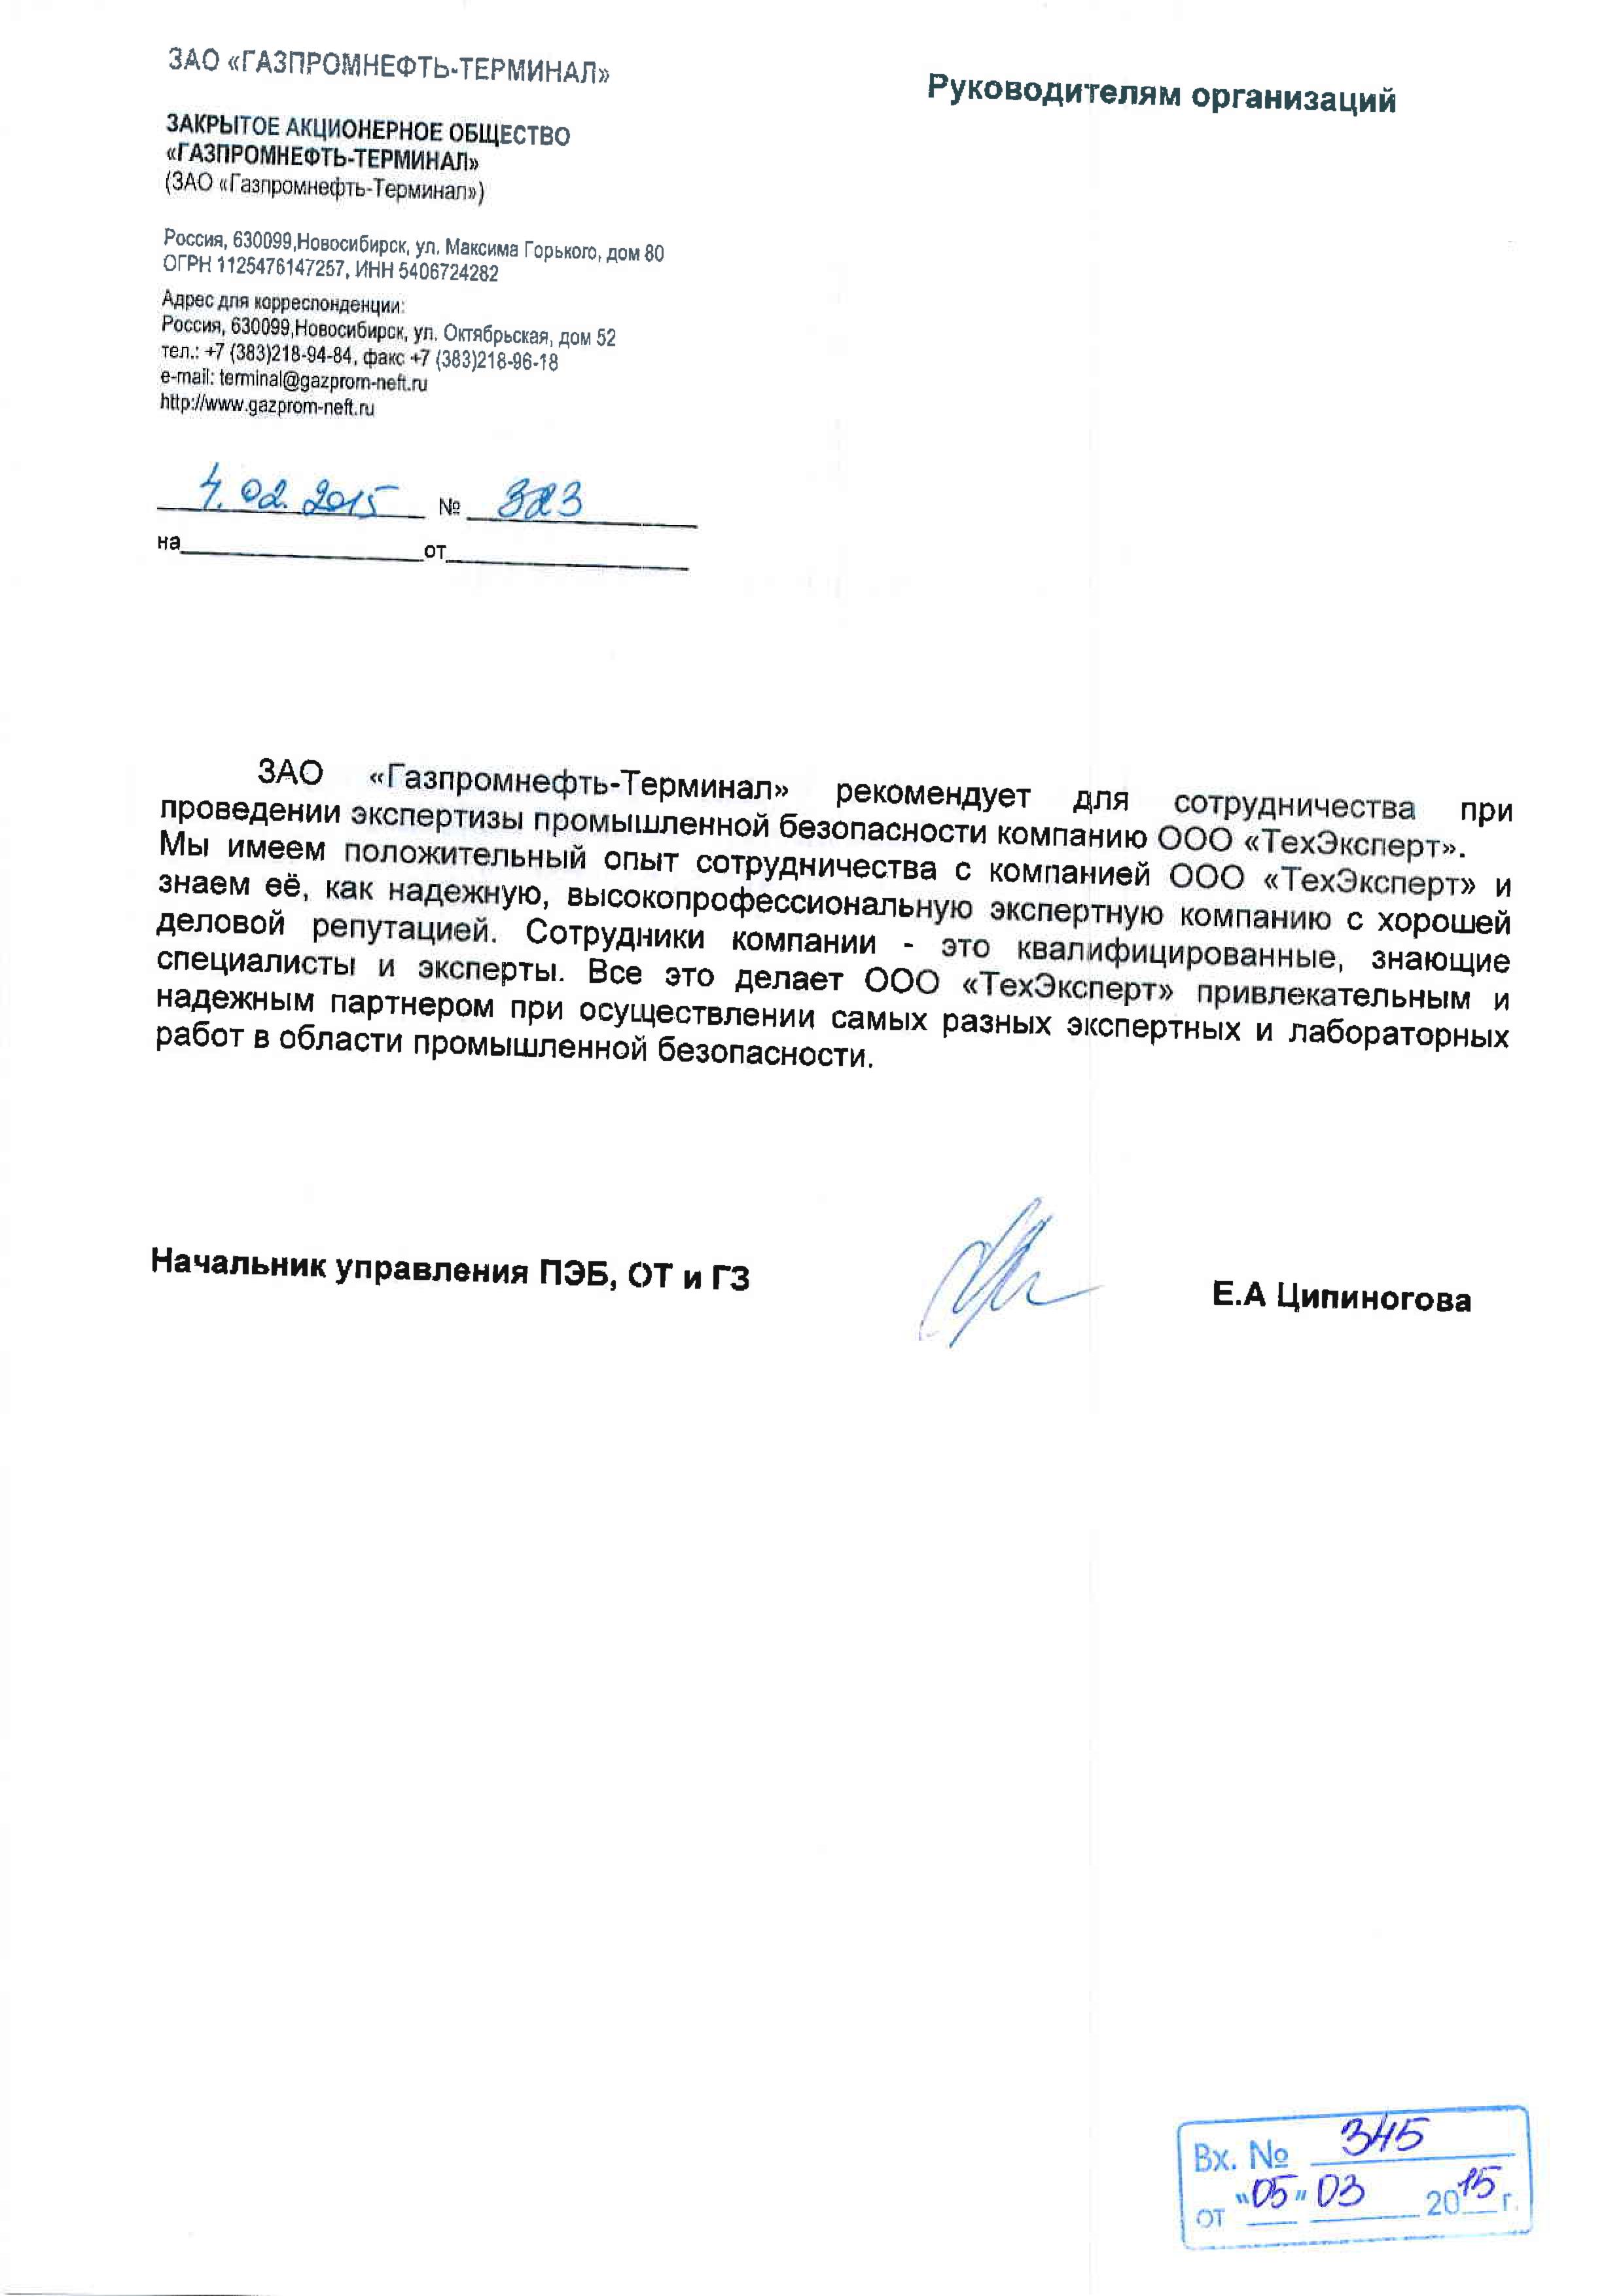 ЗАО «ГАЗПРОМНЕФТЬ-ТЕРМИНАЛ»
Руководителям организаций
ЗАКРЫТОЕ АКЦИОНЕРНОЕ ОБЩЕСТВО
«ГАЗПРОМНЕФТЬ-ТЕРМИНАЛ»
(ЗАО «Газпромнефть-Терминал»)
Россия, 630099,Новосибирск, ул. Максима Горького, дом 80
ОГРН 1125476147257, ИНН 5406724282
Адрес для корреспонденции:
Россия, 630099,Новосибирск, ул. Октябрьская, дом 52
тел.: +7 (383)218-94-84, факс +7 (383)218-96-18
e-mail: terminal@gazprom-neft.ru
http://www.gazprom-neft.ru
4.02.2015 № 323
на от
ЗАО «Газпромнефть-Терминал» рекомендует для сотрудничества при
проведении экспертизы промышленной безопасности компанию ООО «ТехЭксперт».
Мы имеем положительный опыт сотрудничества с компанией ООО «ТехЭксперт» и
знаем её, как надежную, высокопрофессиональную экспертную компанию с хорошей
деловой репутацией. Сотрудники компании - это квалифицированные, знающие
специалисты и эксперты. Все это делает ООО «ТехЭксперт» привлекательным и
надежным партнером при осуществлении самых разных экспертных и лабораторных
работ в области промышленной безопасности.
Начальник управления ПЭБ, ОТ и ГЗ
Е.А Ципиногова
Вх. № 345
от "05" 03 2015 г.